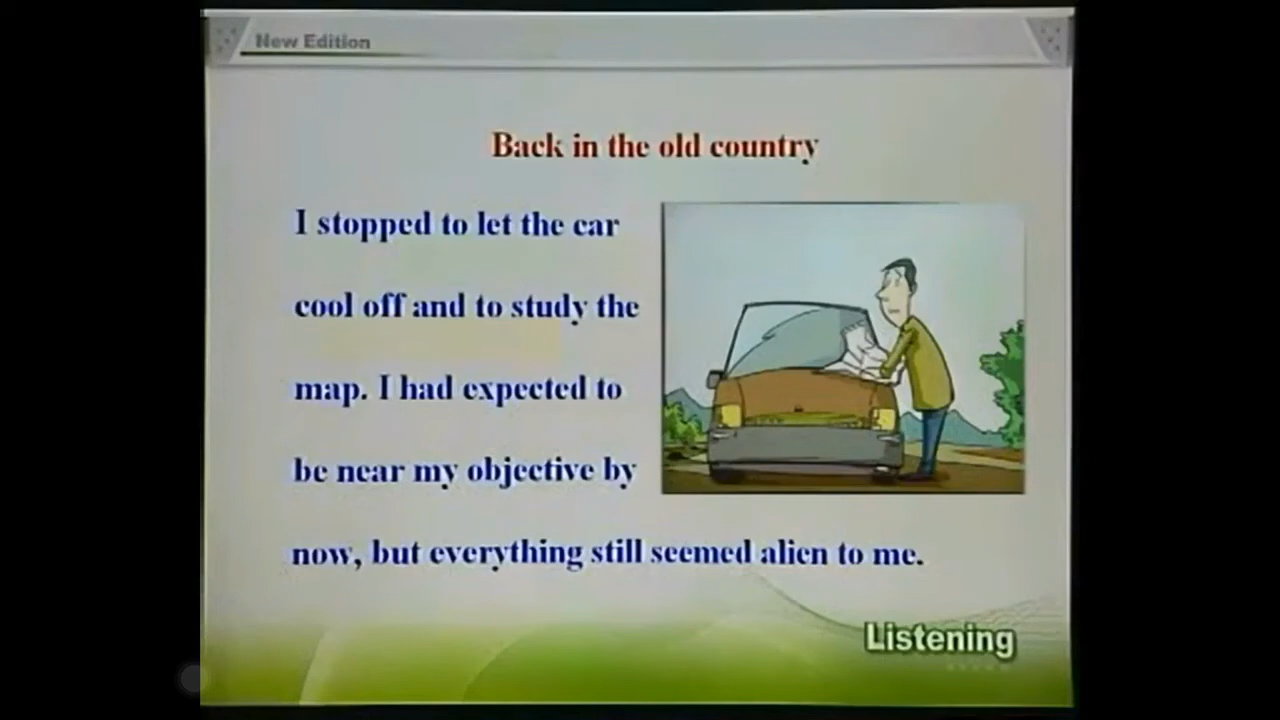 New Edition
Back in the old country
I stopped to let the car
cool off and to study the
map. I had expected to
be near my objective by
now, but everything still seemed alien to me.
Listening